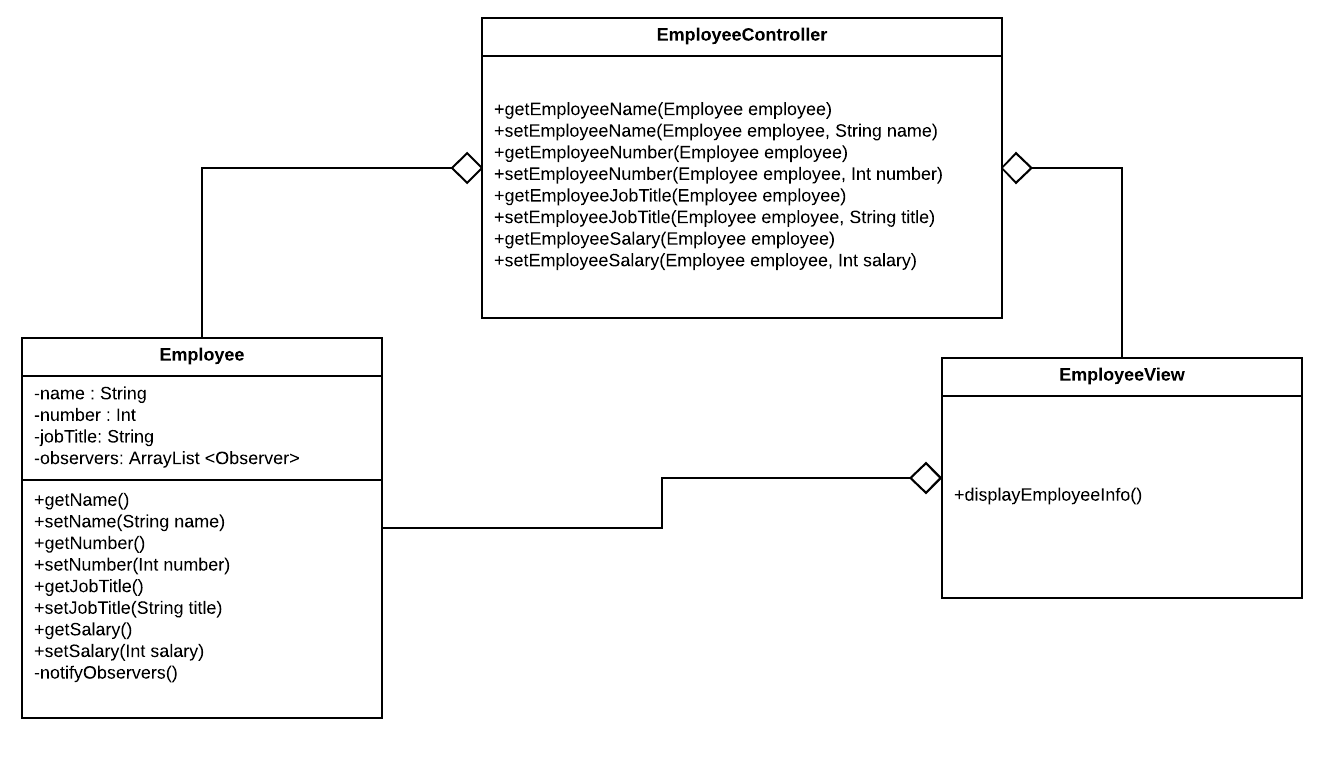 EmployeeController
+getEmployeeName(Employee employee)
+setEmployeeName(Employee employee, String name)
+getEmployeeNumber(Employee employee)
+setEmployeeNumber(Employee employee, Int number)
+getEmployeeJobTitle(Employee employee)
+setEmployeeJobTitle(Employee employee, String title)
+getEmployeeSalary(Employee employee)
+setEmployeeSalary(Employee employee, Int salary)
Employee
-name : String
-number : Int
-jobTitle: String
-observers: ArrayList <Observer>
+getName()
+setName(String name)
+getNumber()
+setNumber(Int number)
+getJobTitle()
+setJobTitle(String title)
+getSalary()
+setSalary(Int salary)
-notifyObservers()
EmployeeView
+displayEmployeeInfo()